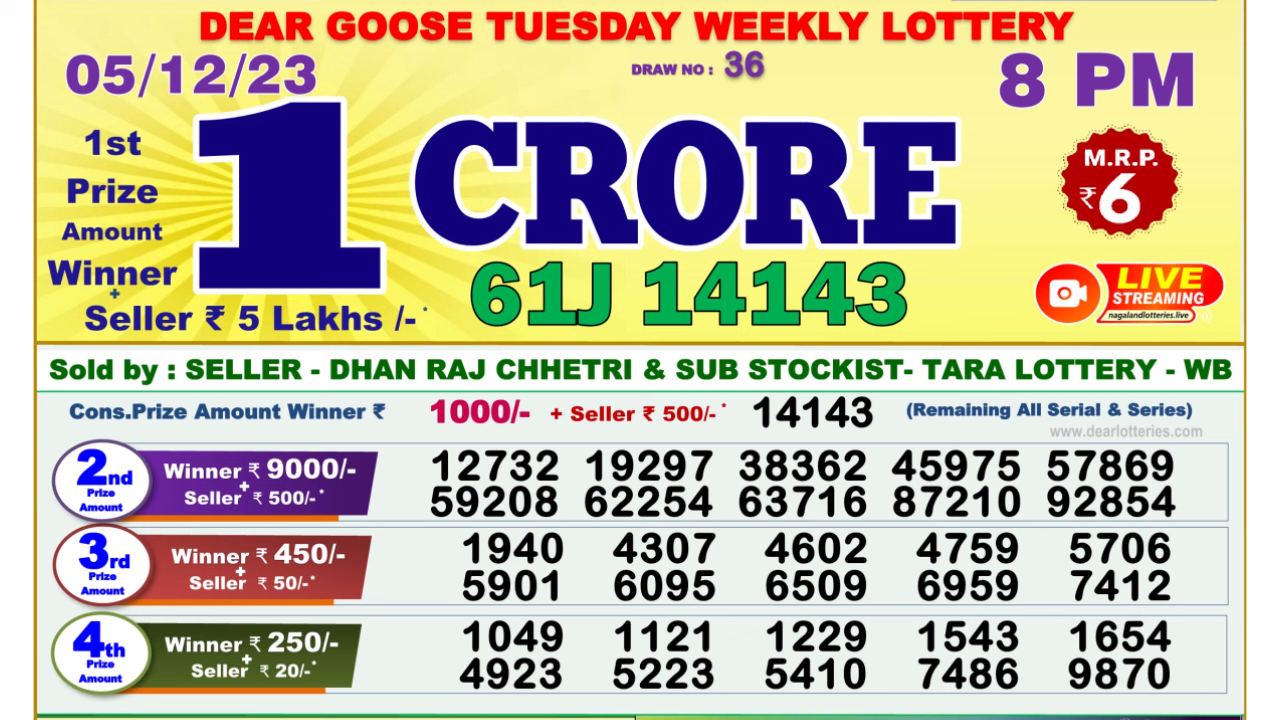 DEAR GOOSE TUESDAY WEEKLY LOTTERY
05/12/23
DRAW NO : 36
8 PM
1st
Prize
Amount
Winner
+
Seller ₹ 5 Lakhs /-*
1 CRORE
61J 14143
M.R.P.
₹6
LIVE
STREAMING
nagalandlotteries.live
Sold by : SELLER - DHAN RAJ CHHETRI & SUB STOCKIST- TARA LOTTERY - WB
Cons.Prize Amount Winner ₹ 1000/- + Seller ₹ 500/-* 14143 (Remaining All Serial & Series)
www.dearlotteries.com
2nd
Prize
Amount
Winner ₹ 9000/-
+
Seller ₹ 500/-*
12732 19297 38362 45975 57869
59208 62254 63716 87210 92854
3rd
Prize
Amount
Winner ₹ 450/-
+
Seller ₹ 50/-*
1940 4307 4602 4759 5706
5901 6095 6509 6959 7412
4th
Prize
Amount
Winner ₹ 250/-
+
Seller ₹ 20/-*
1049 1121 1229 1543 1654
4923 5223 5410 7486 9870